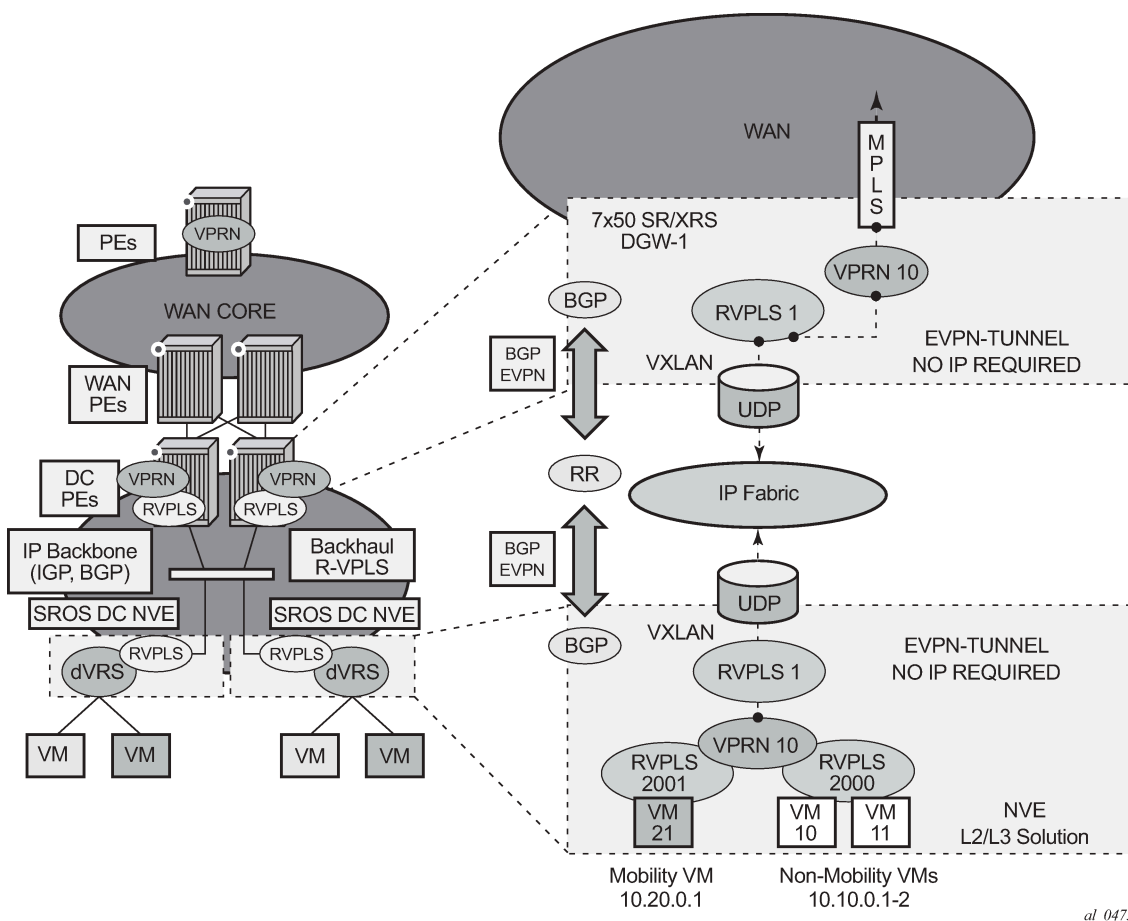 VPRN
PEs
WAN CORE
WAN
PEs
DC
PEs
VPRN
VPRN
RVPLS
RVPLS
IP Backbone
(IGP, BGP)
Backhaul
R-VPLS
SROS DC NVE
SROS DC NVE
RVPLS
RVPLS
dVRS
dVRS
VM
VM
VM
VM
WAN
MPLS
7x50 SR/XRS
DGW-1
VPRN 10
BGP
RVPLS 1
EVPN-TUNNEL
NO IP REQUIRED
BGP
EVPN
VXLAN
UDP
RR
IP Fabric
BGP
EVPN
UDP
BGP
VXLAN
RVPLS 1
EVPN-TUNNEL
NO IP REQUIRED
VPRN 10
RVPLS
2001
RVPLS
2000
VM
21
VM
10
VM
11
NVE
L2/L3 Solution
Mobility VM
10.20.0.1
Non-Mobility VMs
10.10.0.1-2